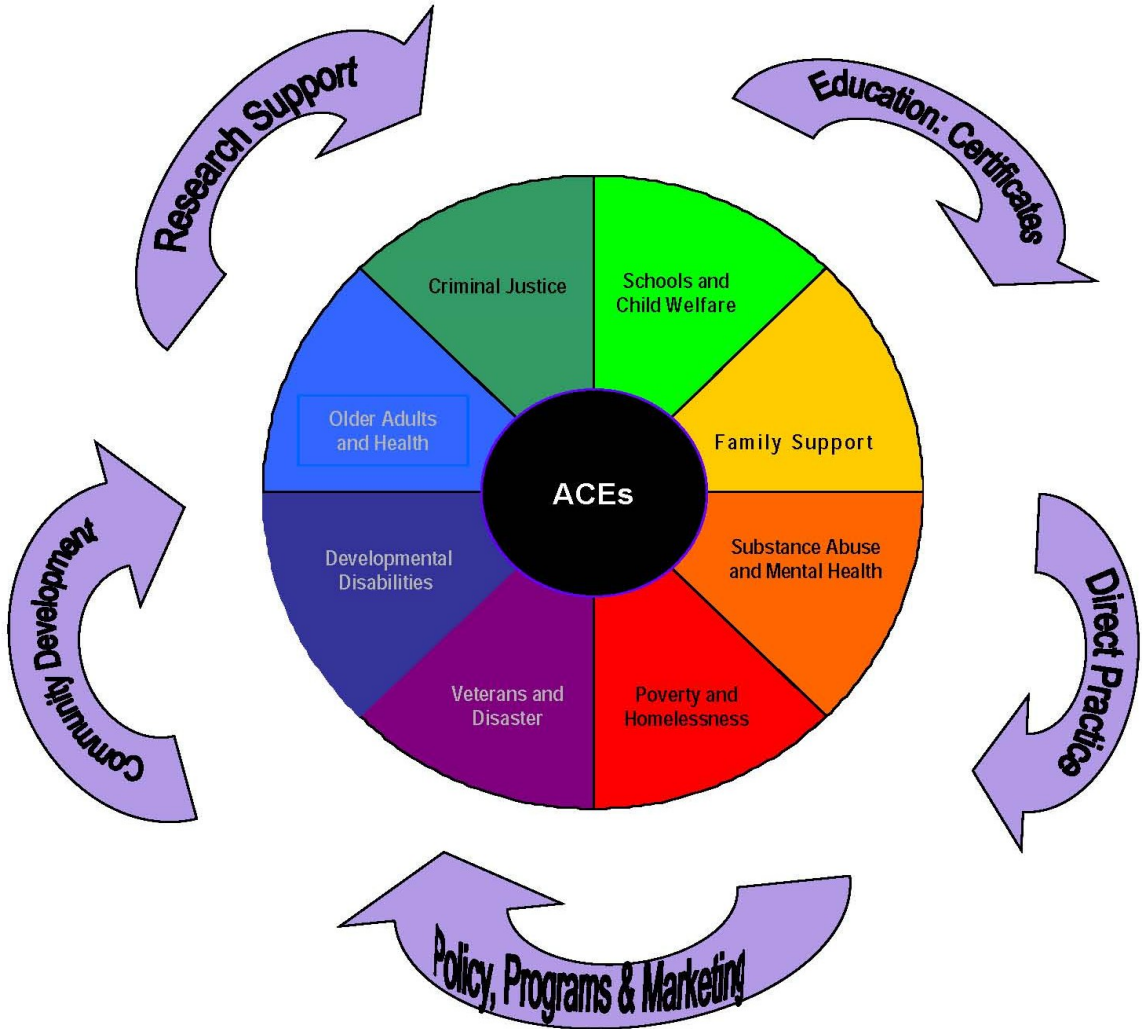 Research Support
Education: Certificates
Criminal Justice
Schools and
Child Welfare
Older Adults
and Health
Family Support
ACEs
Developmental
Disabilities
Substance Abuse
and Mental Health
Veterans and
Disaster
Poverty and
Homelessness
Community Development
Direct Practice
Policy, Programs & Marketing